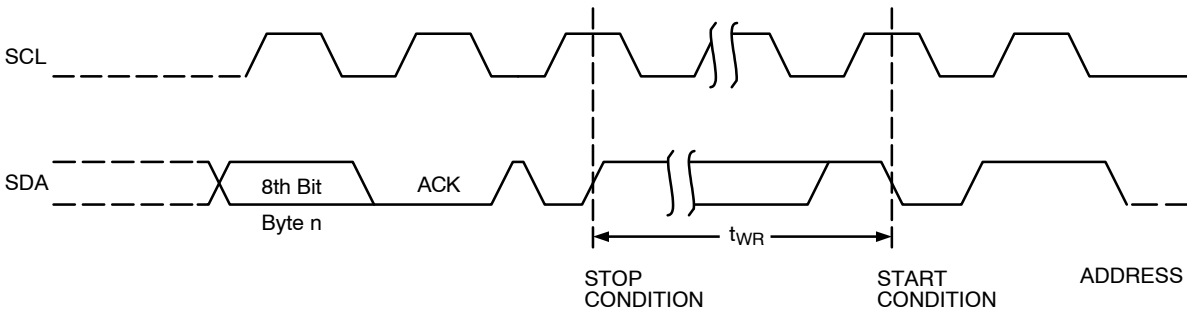 SCL
SDA
8th Bit
ACK
Byte n
tWR
STOP
CONDITION
START
CONDITION
ADDRESS